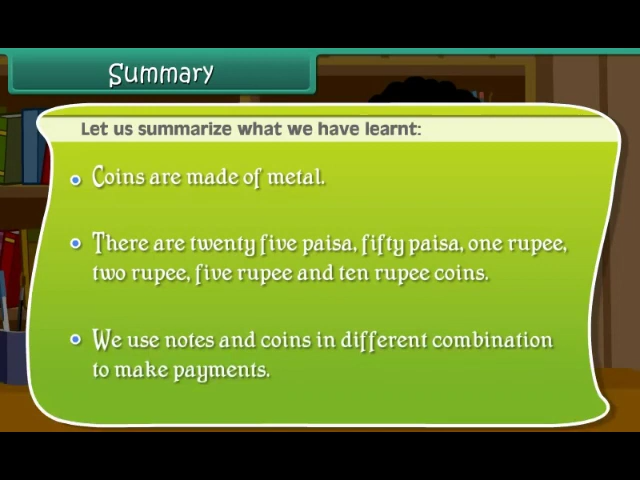 Summary
Let us summarize what we have learnt:
Coins are made of metal.
There are twenty five paisa, fifty paisa, one rupee,
two rupee, five rupee and ten rupee coins.
We use notes and coins in different combination
to make payments.